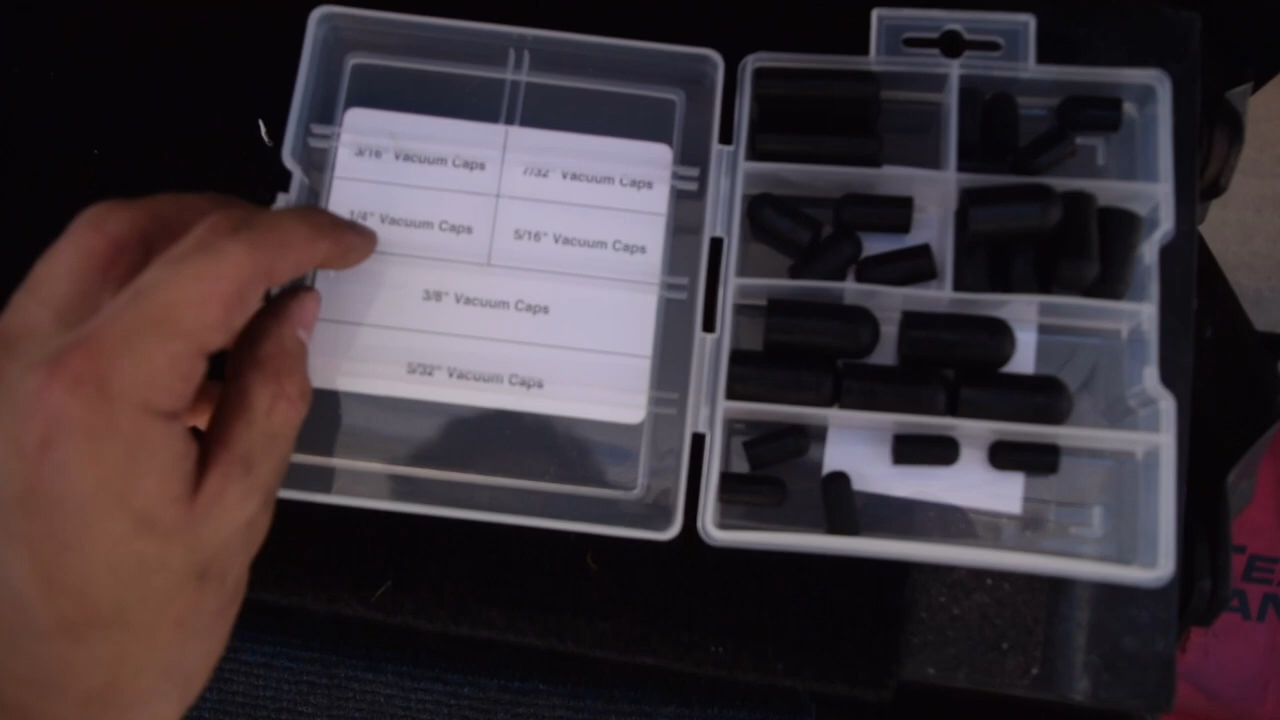 3/16" Vacuum Caps
7/32" Vacuum Caps
1/4" Vacuum Caps
5/16" Vacuum Caps
3/8" Vacuum Caps
5/32" Vacuum Caps